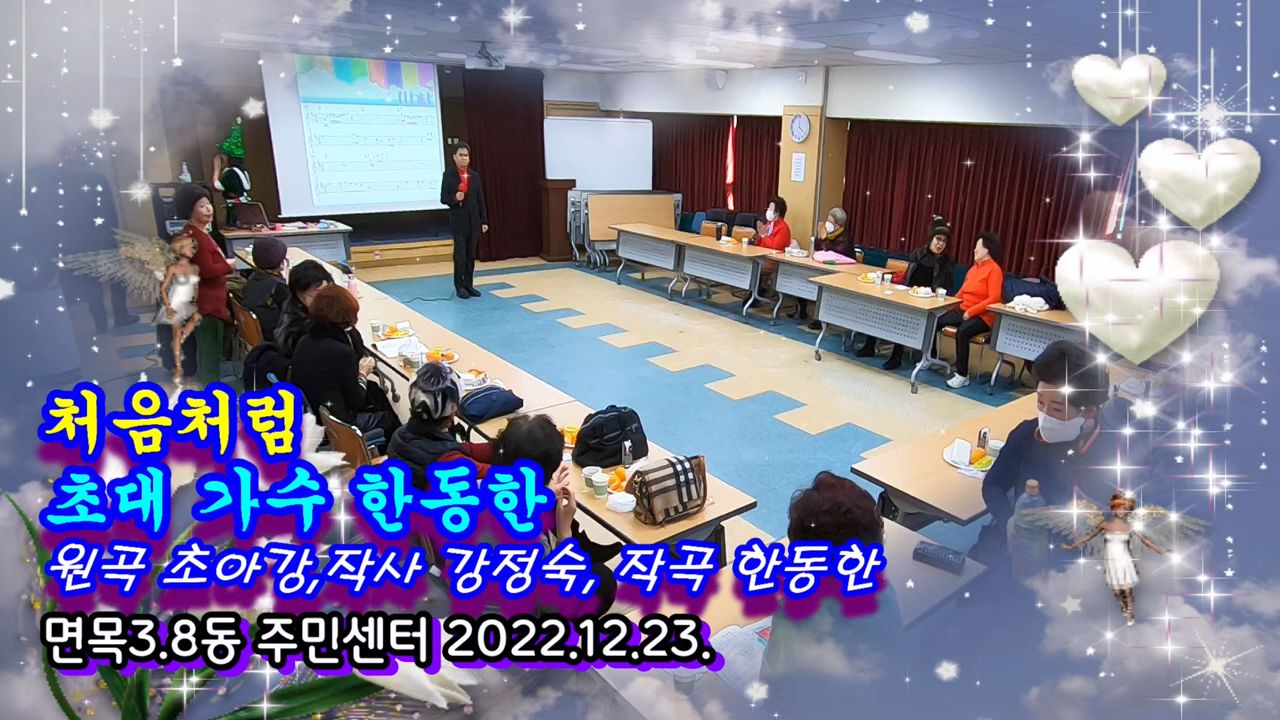 처음처럼
초대 가수 한동한
원곡 초아강,작사 강정숙, 작곡 한동한
면목3.8동 주민센터 2022.12.23.